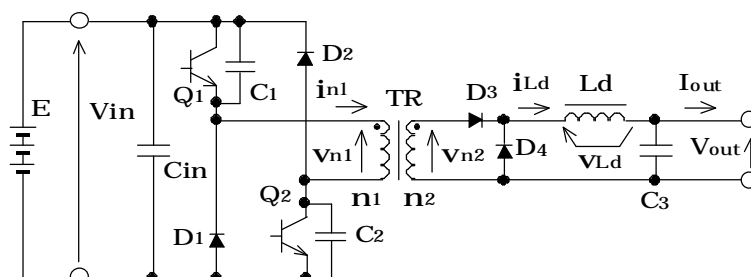 D2
Q1
C1
in1
TR
D3
iLd
Ld
Iout
E
Vin
Cin
vn1
vn2
D4
vLd
Vout
C3
Q2
n1
n2
D1
C2